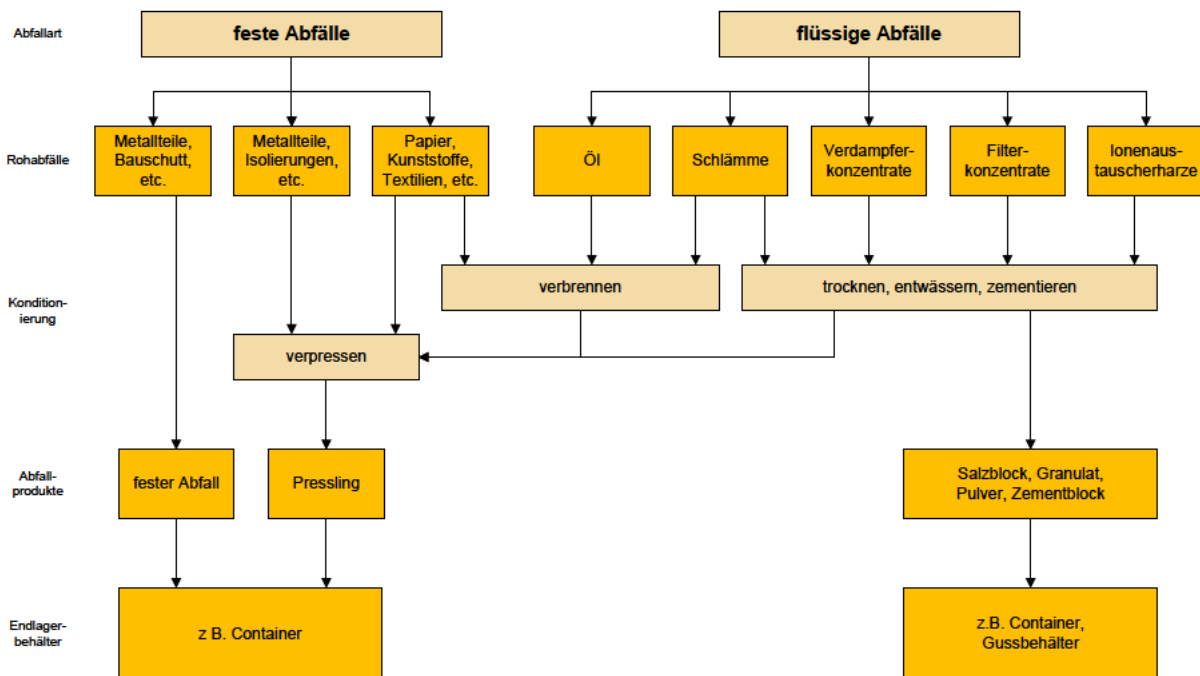 Abfallart
feste Abfälle
flüssige Abfälle
Rohabfälle
Metallteile,
Bauschutt,
etc.
Metallteile,
Isolierungen,
etc.
Papier,
Kunststoffe,
Textilien, etc.
Öl
Schlämme
Verdampfer-
konzentrate
Filter-
konzentrate
Ionenaus-
tauscherharze
Kondition-
ierung
verbrennen
trocknen, entwässern, zementieren
verpressen
Abfall-
produkte
fester Abfall
Pressling
Salzblock, Granulat,
Pulver, Zementblock
Endlager-
behälter
z B. Container
z.B. Container,
Gussbehälter